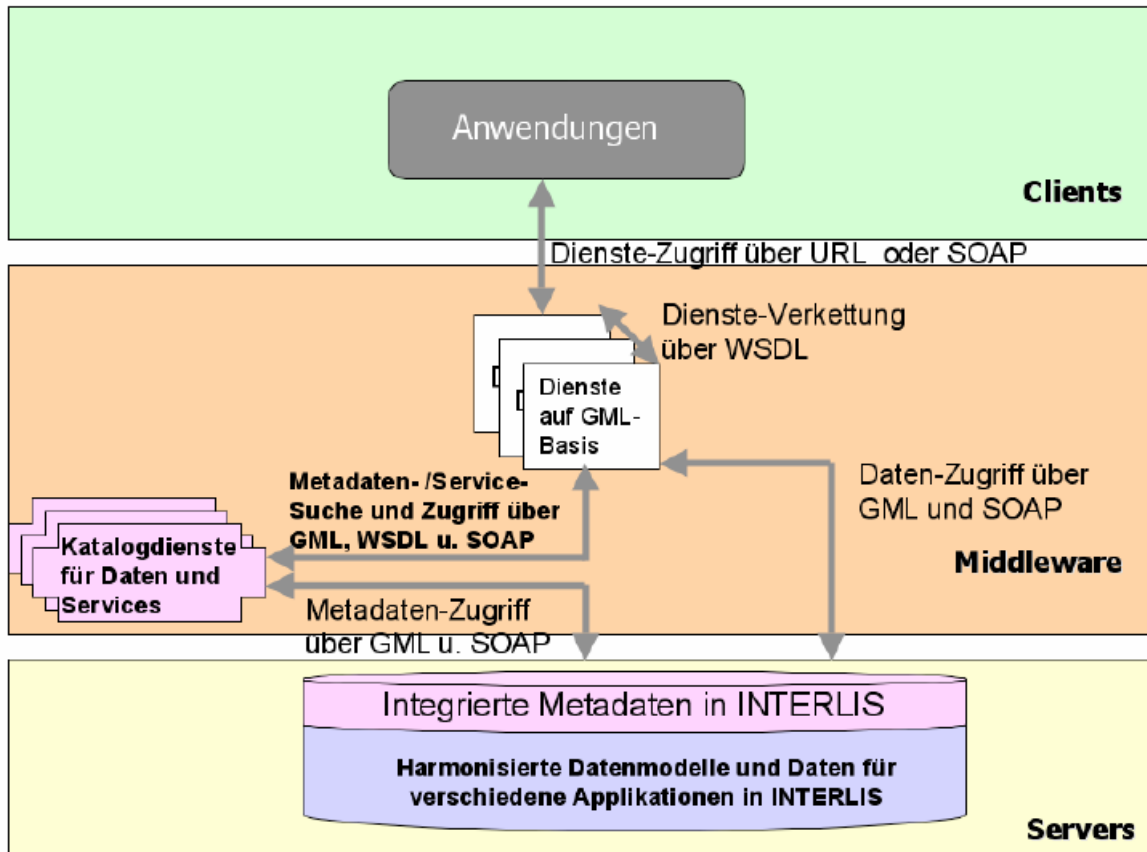 Anwendungen
Clients
Dienste-Zugriff über URL oder SOAP
Dienste-Verkettung
über WSDL
Dienste
auf GML-
Basis
Metadaten- /Service-
Suche und Zugriff über
GML, WSDL u. SOAP
Daten-Zugriff über
GML und SOAP
Katalogdienste
für Daten und
Services
Middleware
Metadaten-Zugriff
über GML u. SOAP
Integrierte Metadaten in INTERLIS
Harmonisierte Datenmodelle und Daten für
verschiedene Applikationen in INTERLIS
Servers